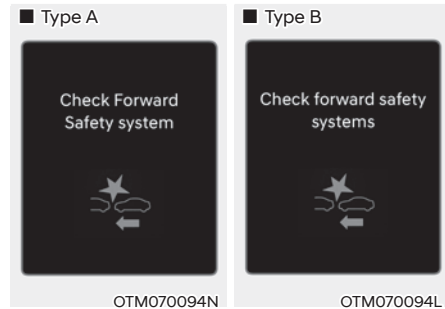 ■ Type A
Check Forward
Safety system
OTM070094N
■ Type B
Check forward safety
systems
OTM070094L